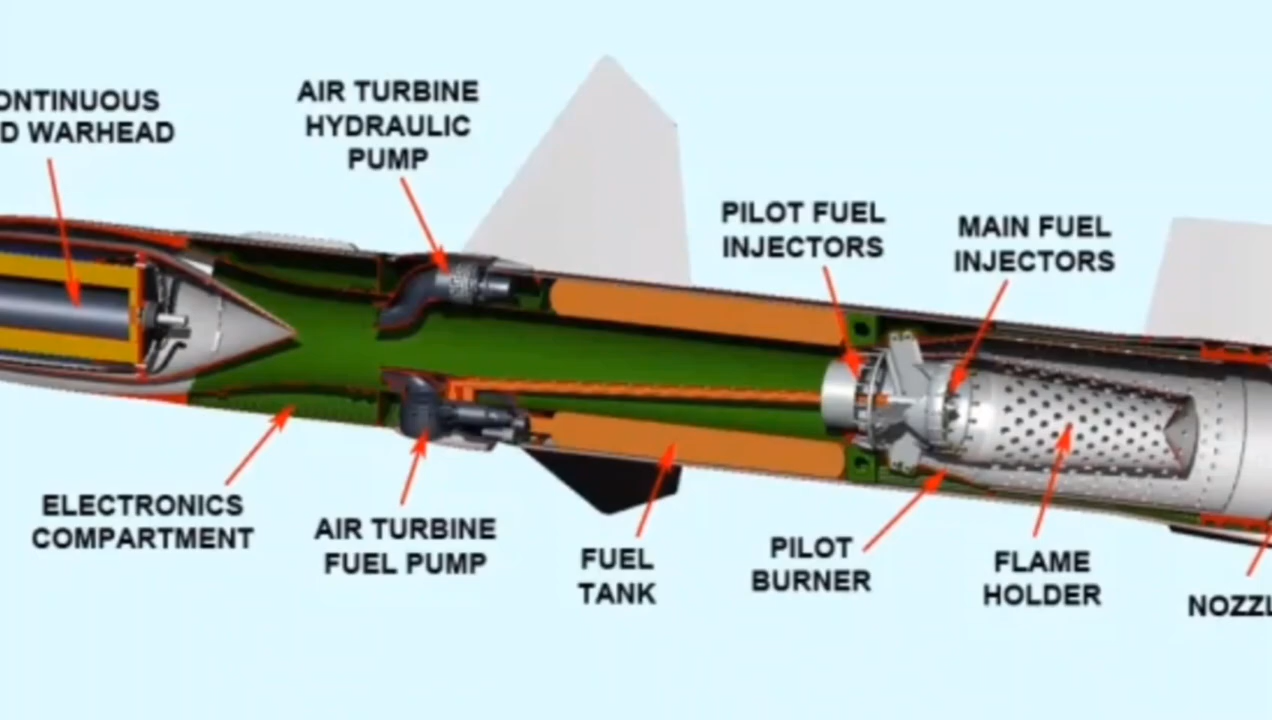 ONTINUOUS
D WARHEAD
AIR TURBINE
HYDRAULIC
PUMP
PILOT FUEL
INJECTORS
MAIN FUEL
INJECTORS
ELECTRONICS
COMPARTMENT
AIR TURBINE
FUEL PUMP
FUEL
TANK
PILOT
BURNER
FLAME
HOLDER
NOZZL